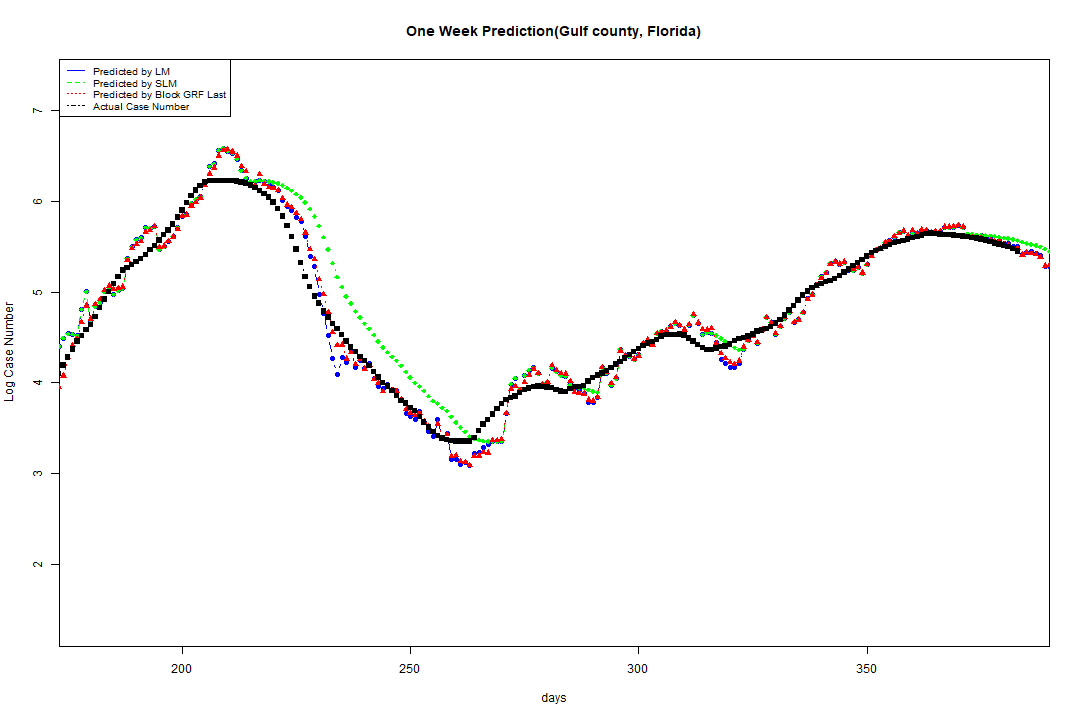 One Week Prediction(Gulf county, Florida)
Predicted by LM
Predicted by SLM
Predicted by Block GRF Last
Actual Case Number
7
6
5
4
3
2
Log Case Number
200
250
300
350
days